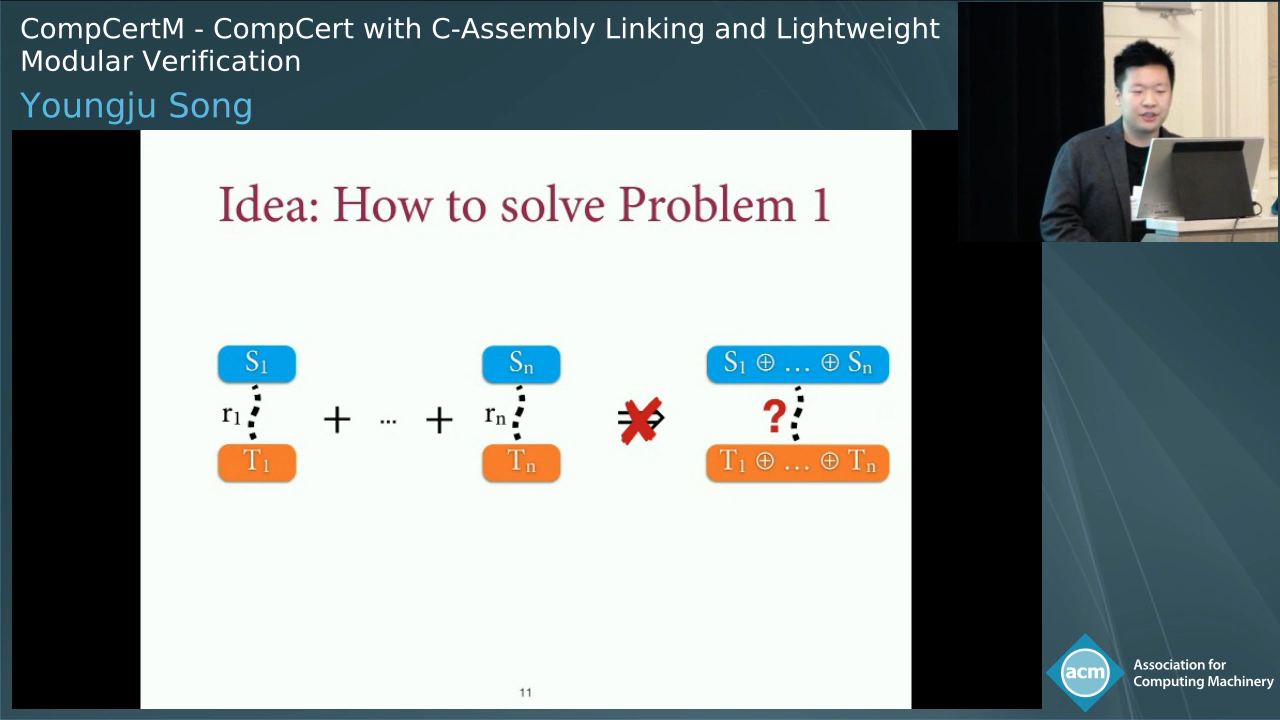 CompCertM - CompCert with C-Assembly Linking and Lightweight
Modular Verification
Youngju Song
Idea: How to solve Problem 1
S1 Sn S1 ⊕ … ⊕ Sn
r1 + ... + rn ⇒ ?
T1 Tn T1 ⊕ … ⊕ Tn
11
acm
Association for
Computing Machinery